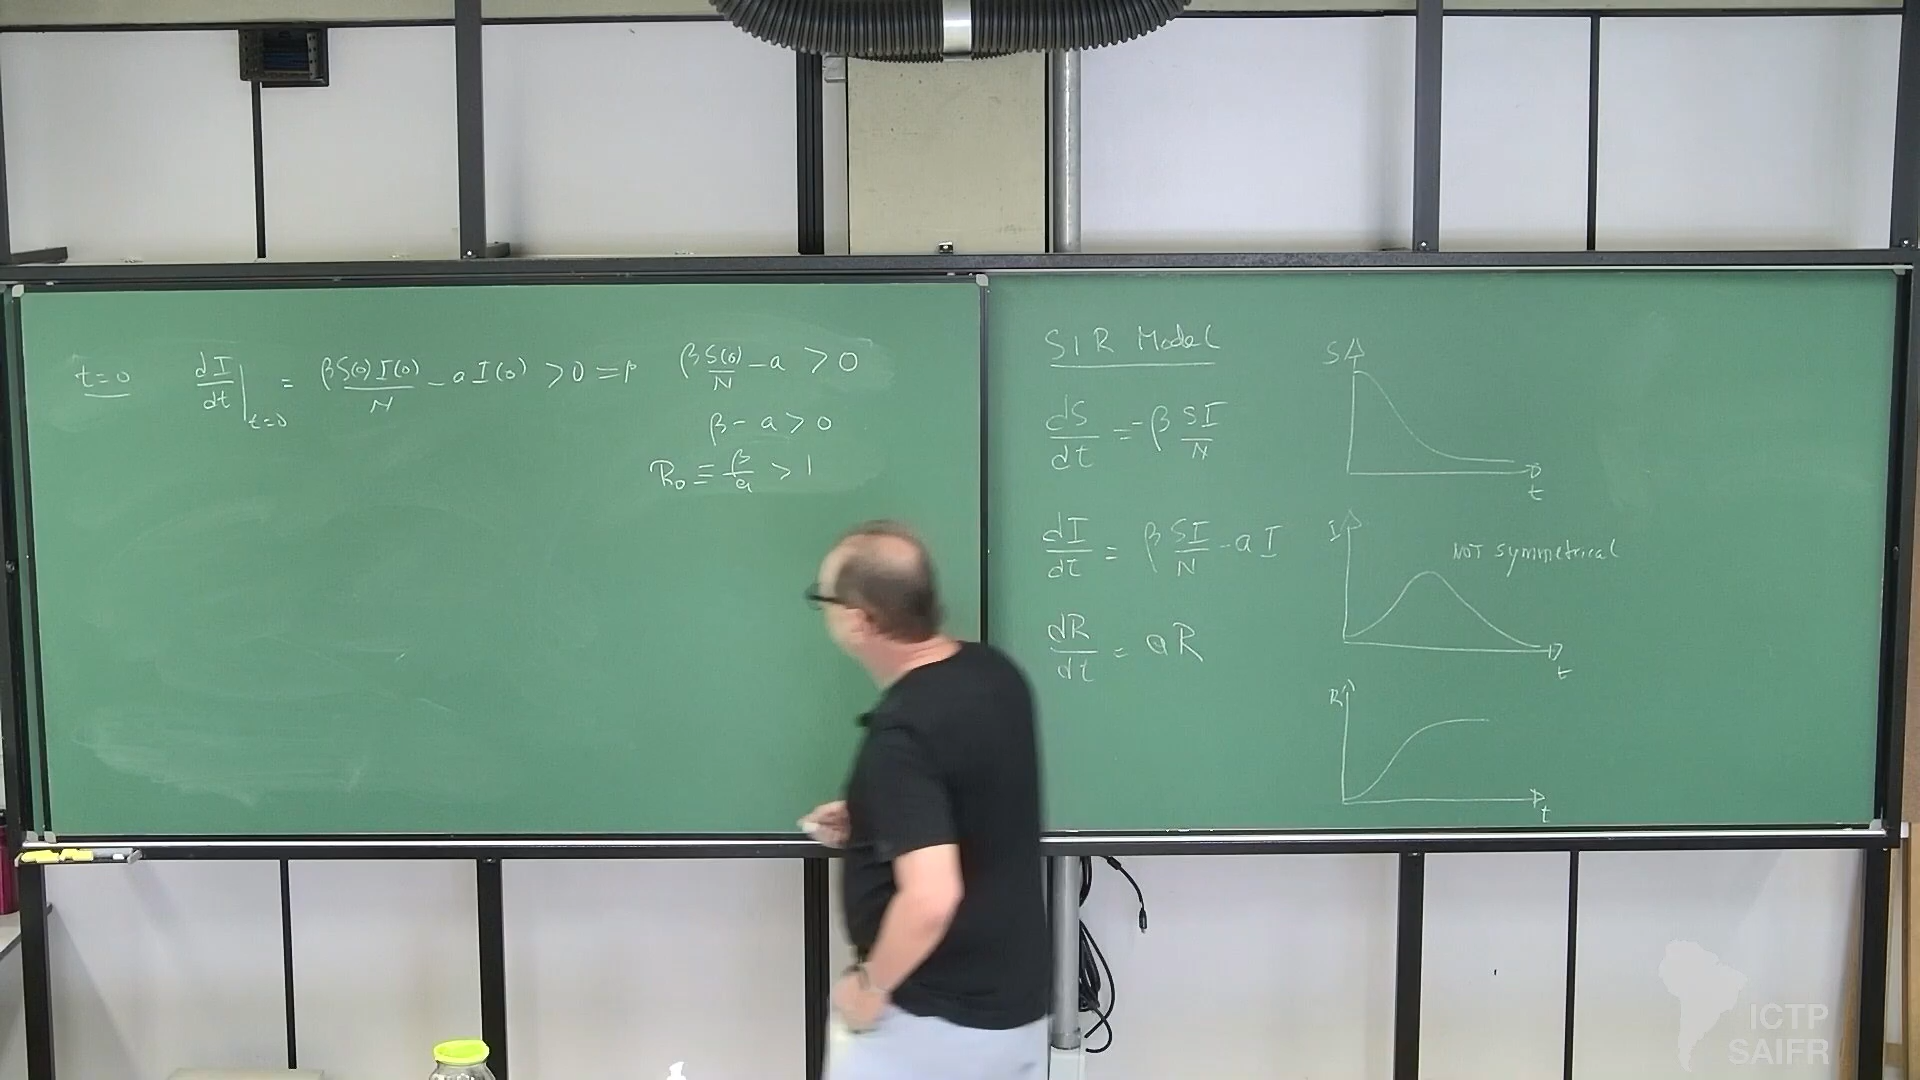 t=0 dI/dt|t=0 = βS(0)I(0)/N - aI(0) > 0 ⇒ βS(0)/N - a > 0
β - a > 0
R₀ ≡ β/a > 1
SIR Model
dS/dt = -β SI/N
dI/dt = β SI/N - aI
dR/dt = aR
S
t
I
NOT symmetrical
t
R
t
ICTP
SAIFR